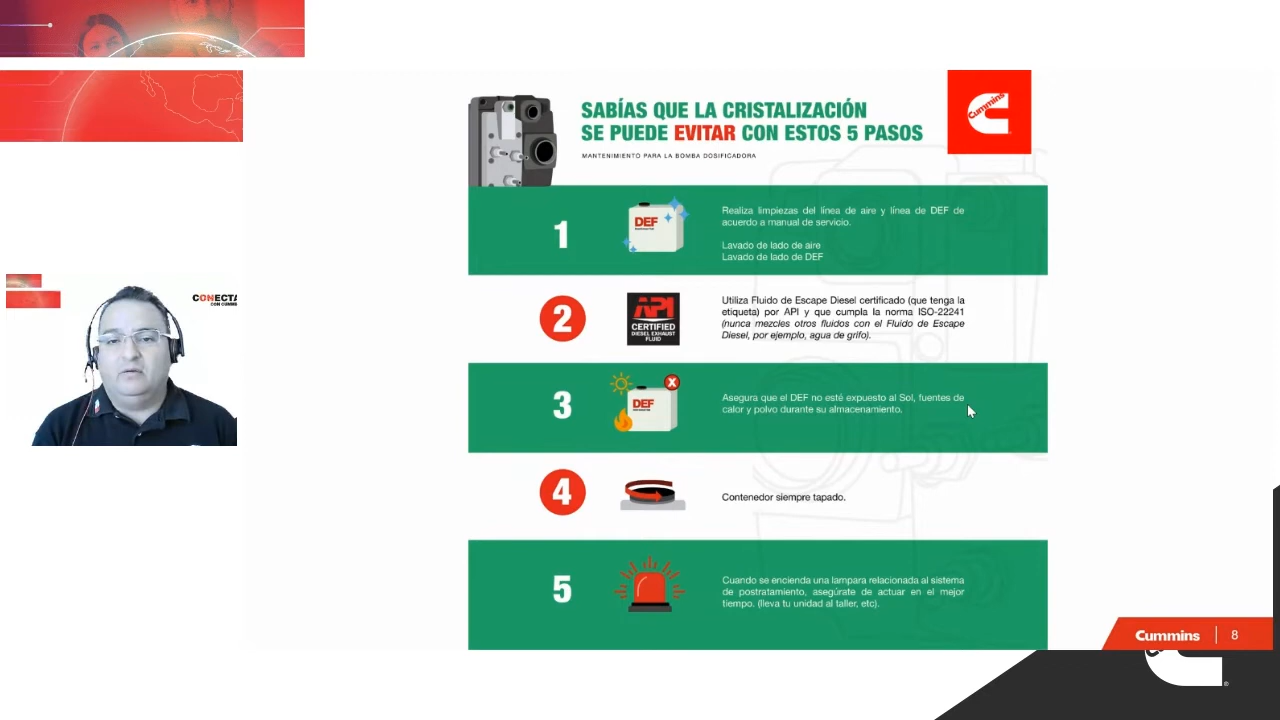 SABÍAS QUE LA CRISTALIZACIÓN
SE PUEDE EVITAR CON ESTOS 5 PASOS
MANTENIMIENTO PARA LA BOMBA DOSIFICADORA
Cummins
1
DEF
Realiza limpiezas del línea de aire y línea de DEF de
acuerdo a manual de servicio.
Lavado de lado de aire
Lavado de lado de DEF
2
API
CERTIFIED
DIESEL EXHAUST
FLUID
Utiliza Fluido de Escape Diesel certificado (que tenga la
etiqueta) por API y que cumpla la norma ISO-22241
(nunca mezcles otros fluidos con el Fluido de Escape
Diesel, por ejemplo, agua de grifo).
CONECTA
CON CUMMI
3
X
DEF
Asegura que el DEF no esté expuesto al Sol, fuentes de
calor y polvo durante su almacenamiento.
4
Contenedor siempre tapado.
5
Cuando se encienda una lampara relacionada al sistema
de postratamiento, asegúrate de actuar en el mejor
tiempo. (lleva tu unidad al taller, etc).
Cummins
8